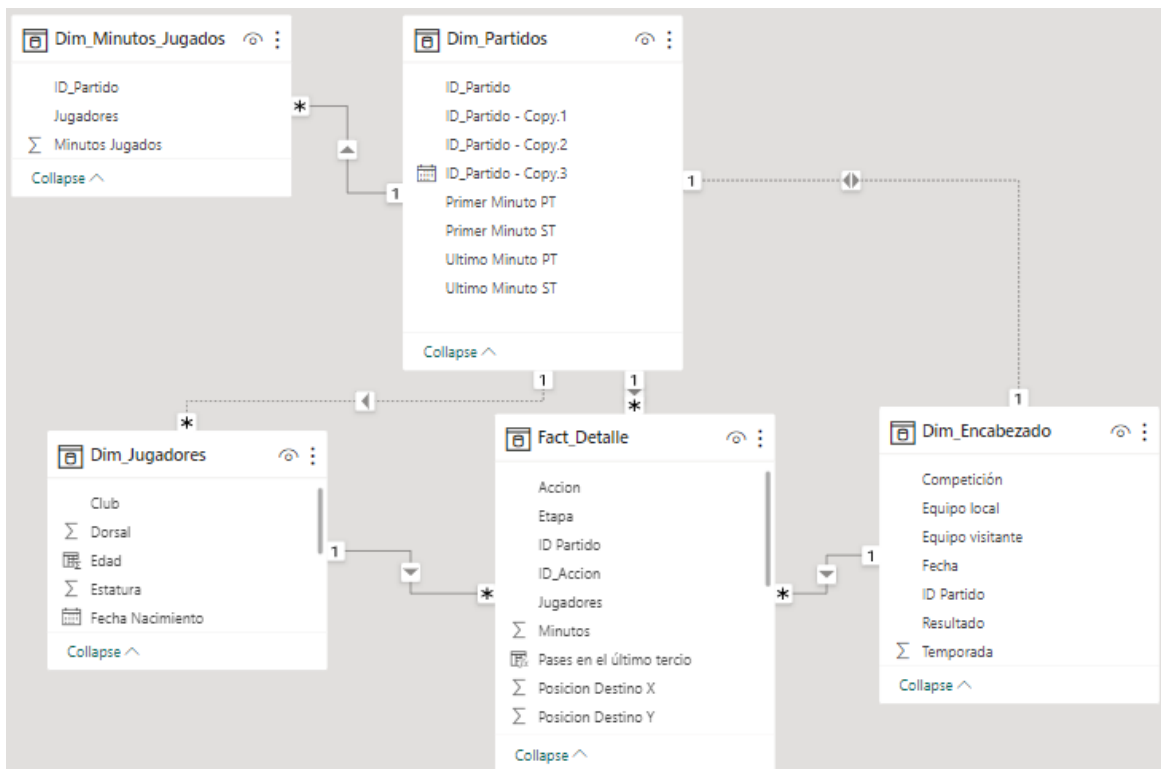 Dim_Minutos_Jugados
ID_Partido
Jugadores
Σ Minutos Jugados
Collapse
Dim_Partidos
ID_Partido
ID_Partido - Copy.1
ID_Partido - Copy.2
ID_Partido - Copy.3
Primer Minuto PT
Primer Minuto ST
Ultimo Minuto PT
Ultimo Minuto ST
Collapse
*
1
1
1
1
*
*
1
Dim_Jugadores
Club
Σ Dorsal
Edad
Σ Estatura
Fecha Nacimiento
Collapse
1
*
Fact_Detalle
Accion
Etapa
ID Partido
ID_Accion
Jugadores
Σ Minutos
Pases en el último tercio
Σ Posicion Destino X
Σ Posicion Destino Y
Collapse
*
1
Dim_Encabezado
Competición
Equipo local
Equipo visitante
Fecha
ID Partido
Resultado
Σ Temporada
Collapse